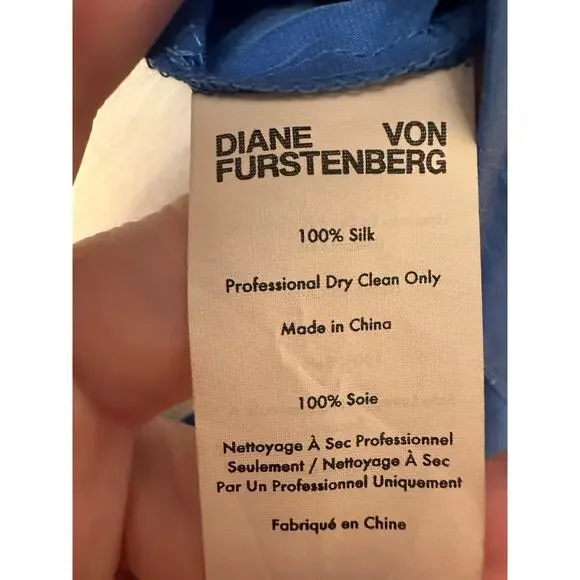 DIANE VON
FURSTENBERG
100% Silk
Professional Dry Clean Only
Made in China
100% Soie
Nettoyage À Sec Professionnel
Seulement / Nettoyage À Sec
Par Un Professionnel Uniquement
Fabriqué en Chine